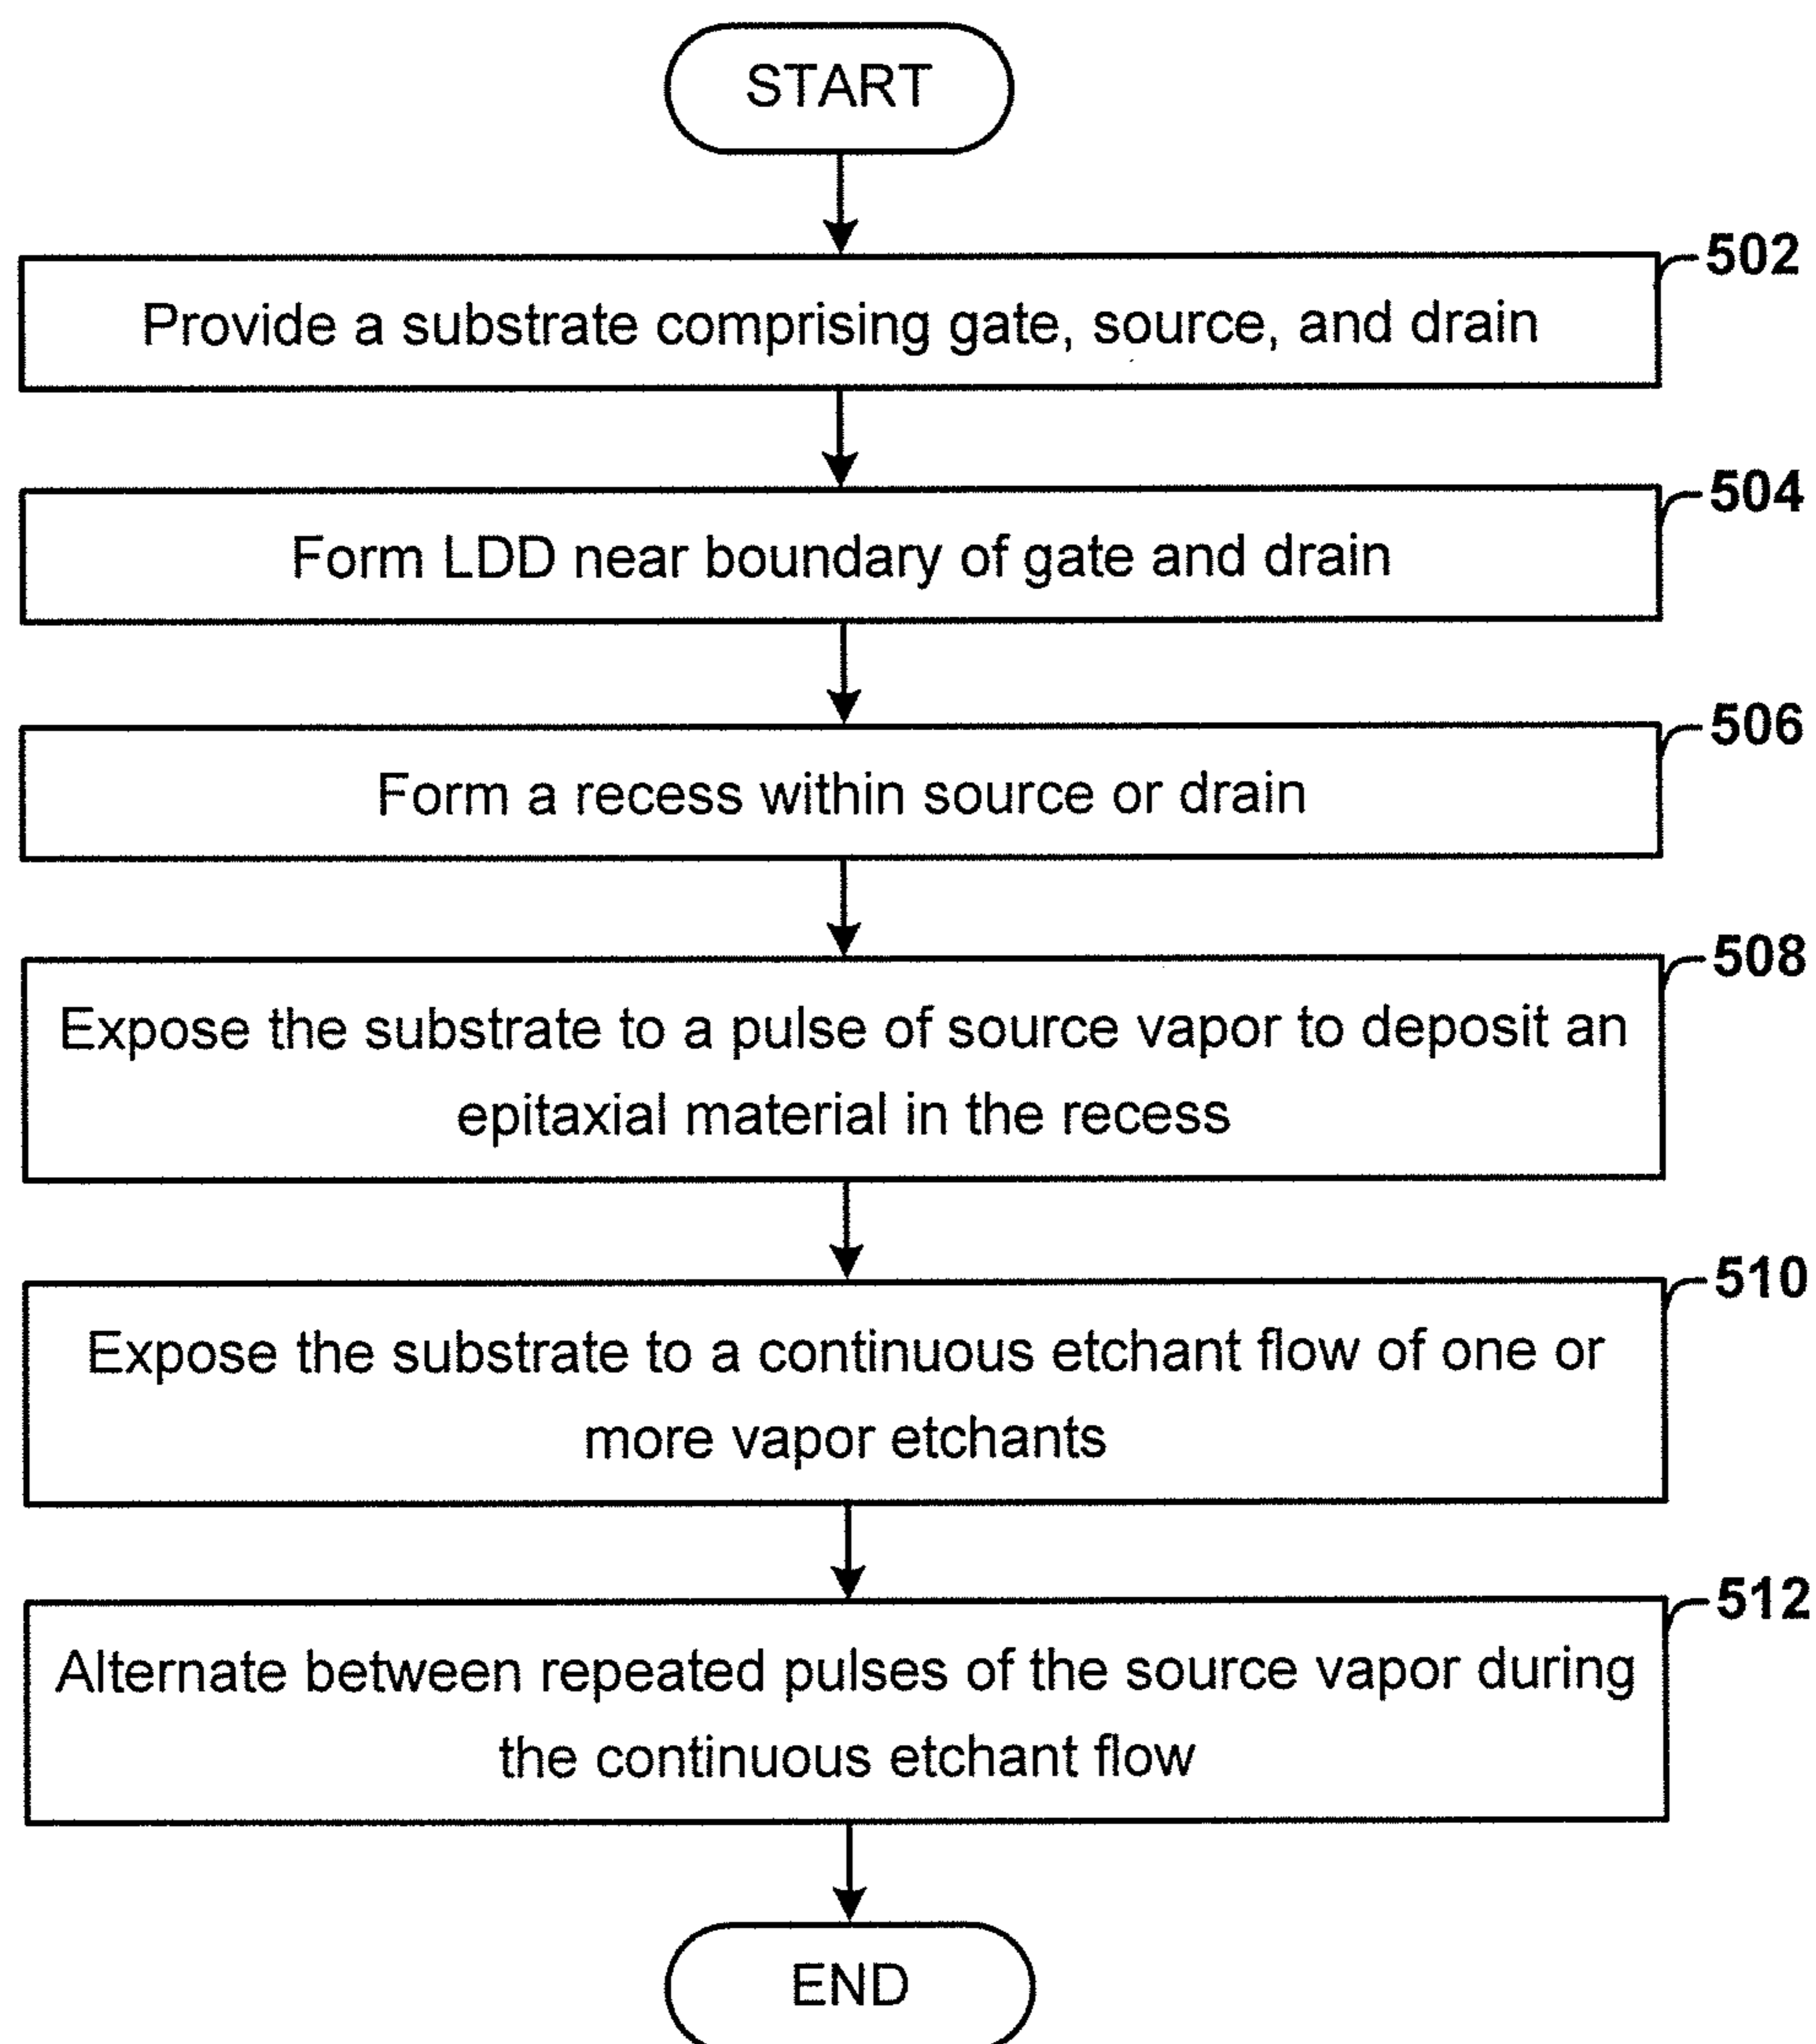 START
502
Provide a substrate comprising gate, source, and drain
504
Form LDD near boundary of gate and drain
506
Form a recess within source or drain
508
Expose the substrate to a pulse of source vapor to deposit an
epitaxial material in the recess
510
Expose the substrate to a continuous etchant flow of one or
more vapor etchants
512
Alternate between repeated pulses of the source vapor during
the continuous etchant flow
END